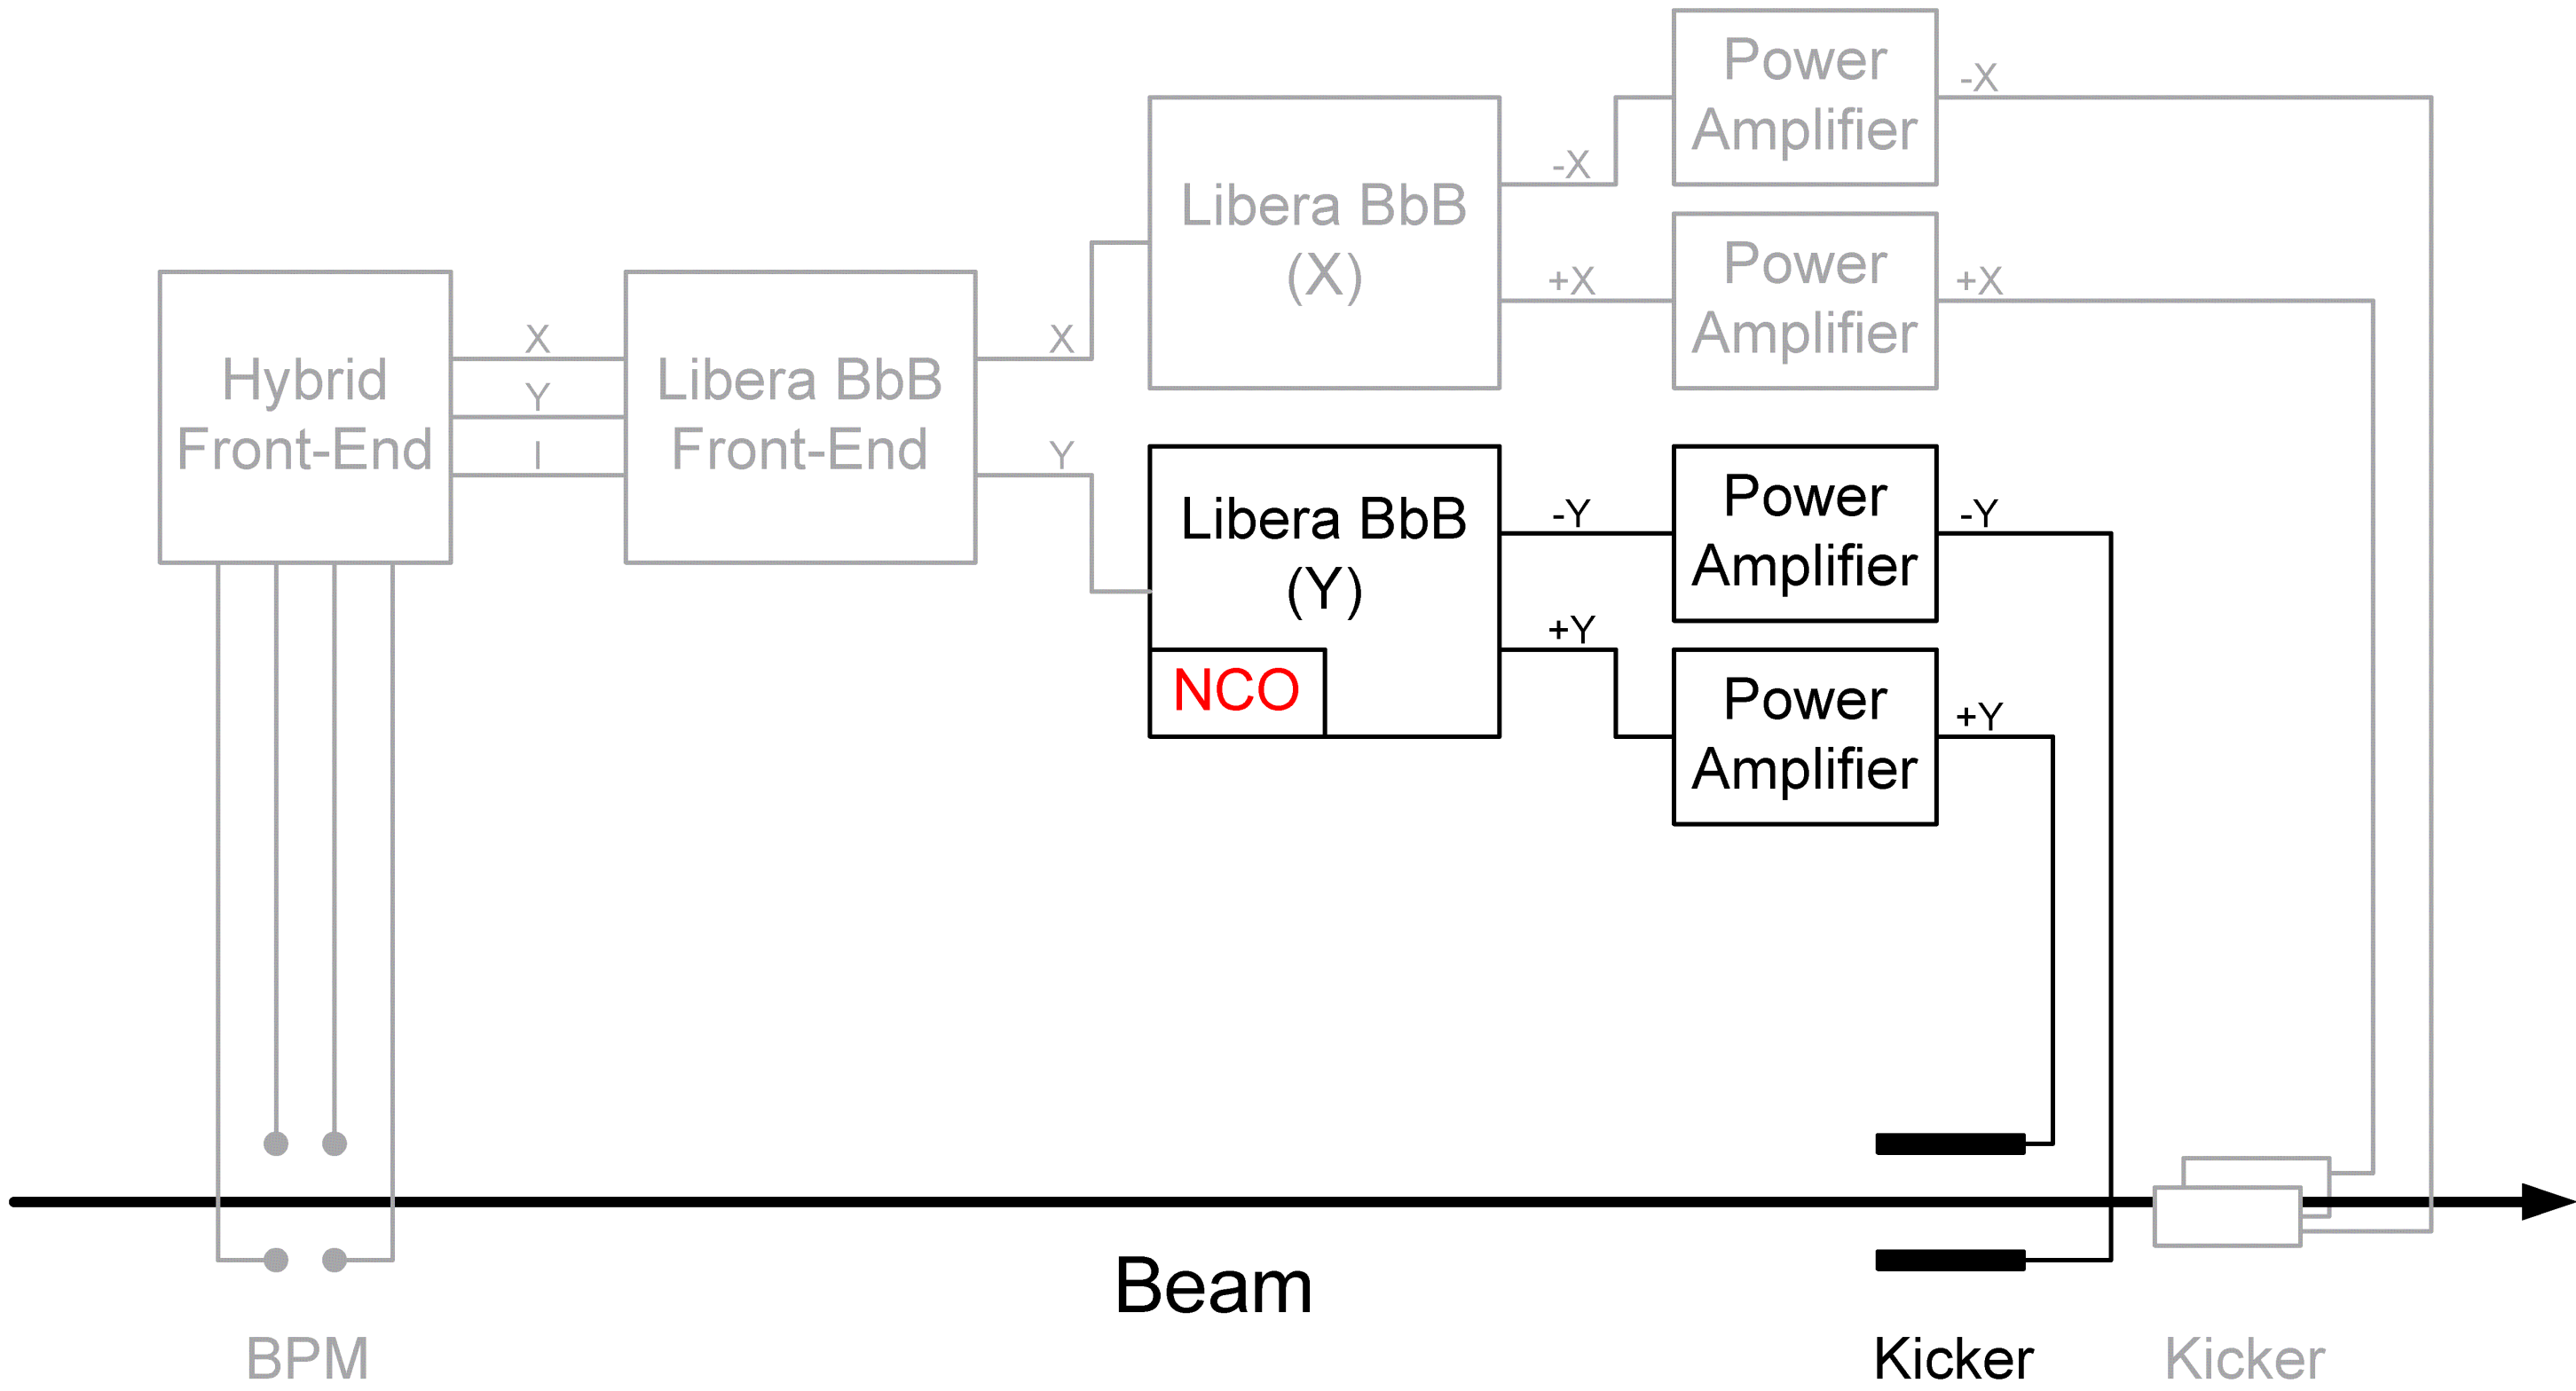 Power
Amplifier
-X
-X
Libera BbB
(X)
Power
Amplifier
+X
+X
Hybrid
Front-End
X
Y
I
Libera BbB
Front-End
X
Y
Libera BbB
(Y)
NCO
-Y
Power
Amplifier
-Y
+Y
Power
Amplifier
+Y
Beam
BPM
Kicker
Kicker